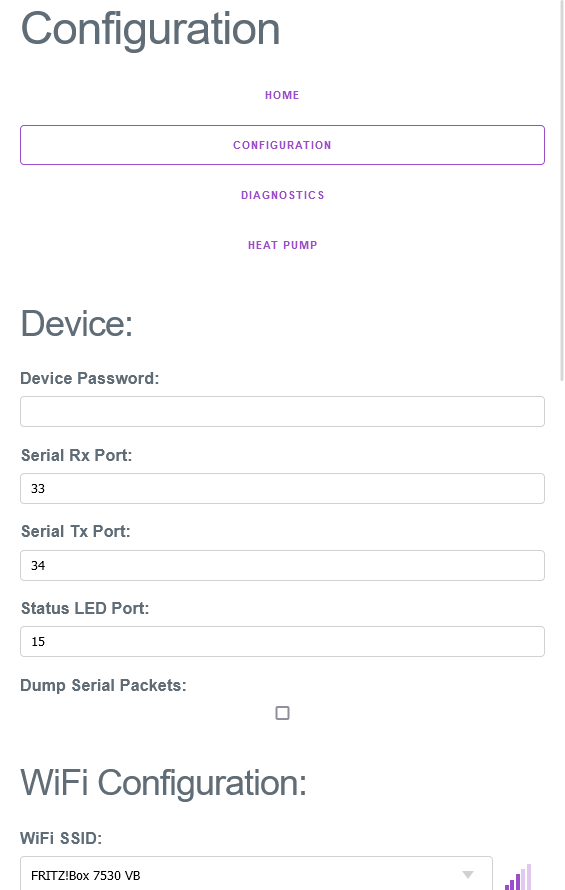 Configuration
HOME
CONFIGURATION
DIAGNOSTICS
HEAT PUMP
Device:
Device Password:
Serial Rx Port:
33
Serial Tx Port:
34
Status LED Port:
15
Dump Serial Packets:
WiFi Configuration:
WiFi SSID:
FRITZ!Box 7530 VB